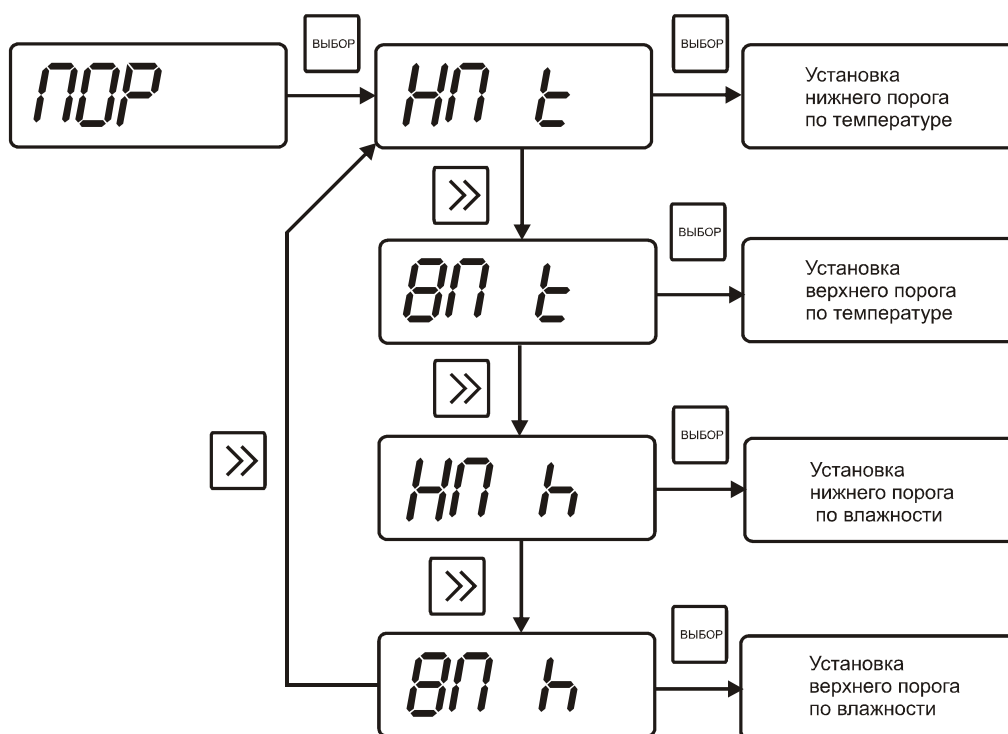 ВЫБОР
ВЫБОР
ПОР
НП t
Установка
нижнего порога
по температуре
ВЫБОР
ВП t
Установка
верхнего порога
по температуре
ВЫБОР
НП h
Установка
нижнего порога
по влажности
ВЫБОР
ВП h
Установка
верхнего порога
по влажности